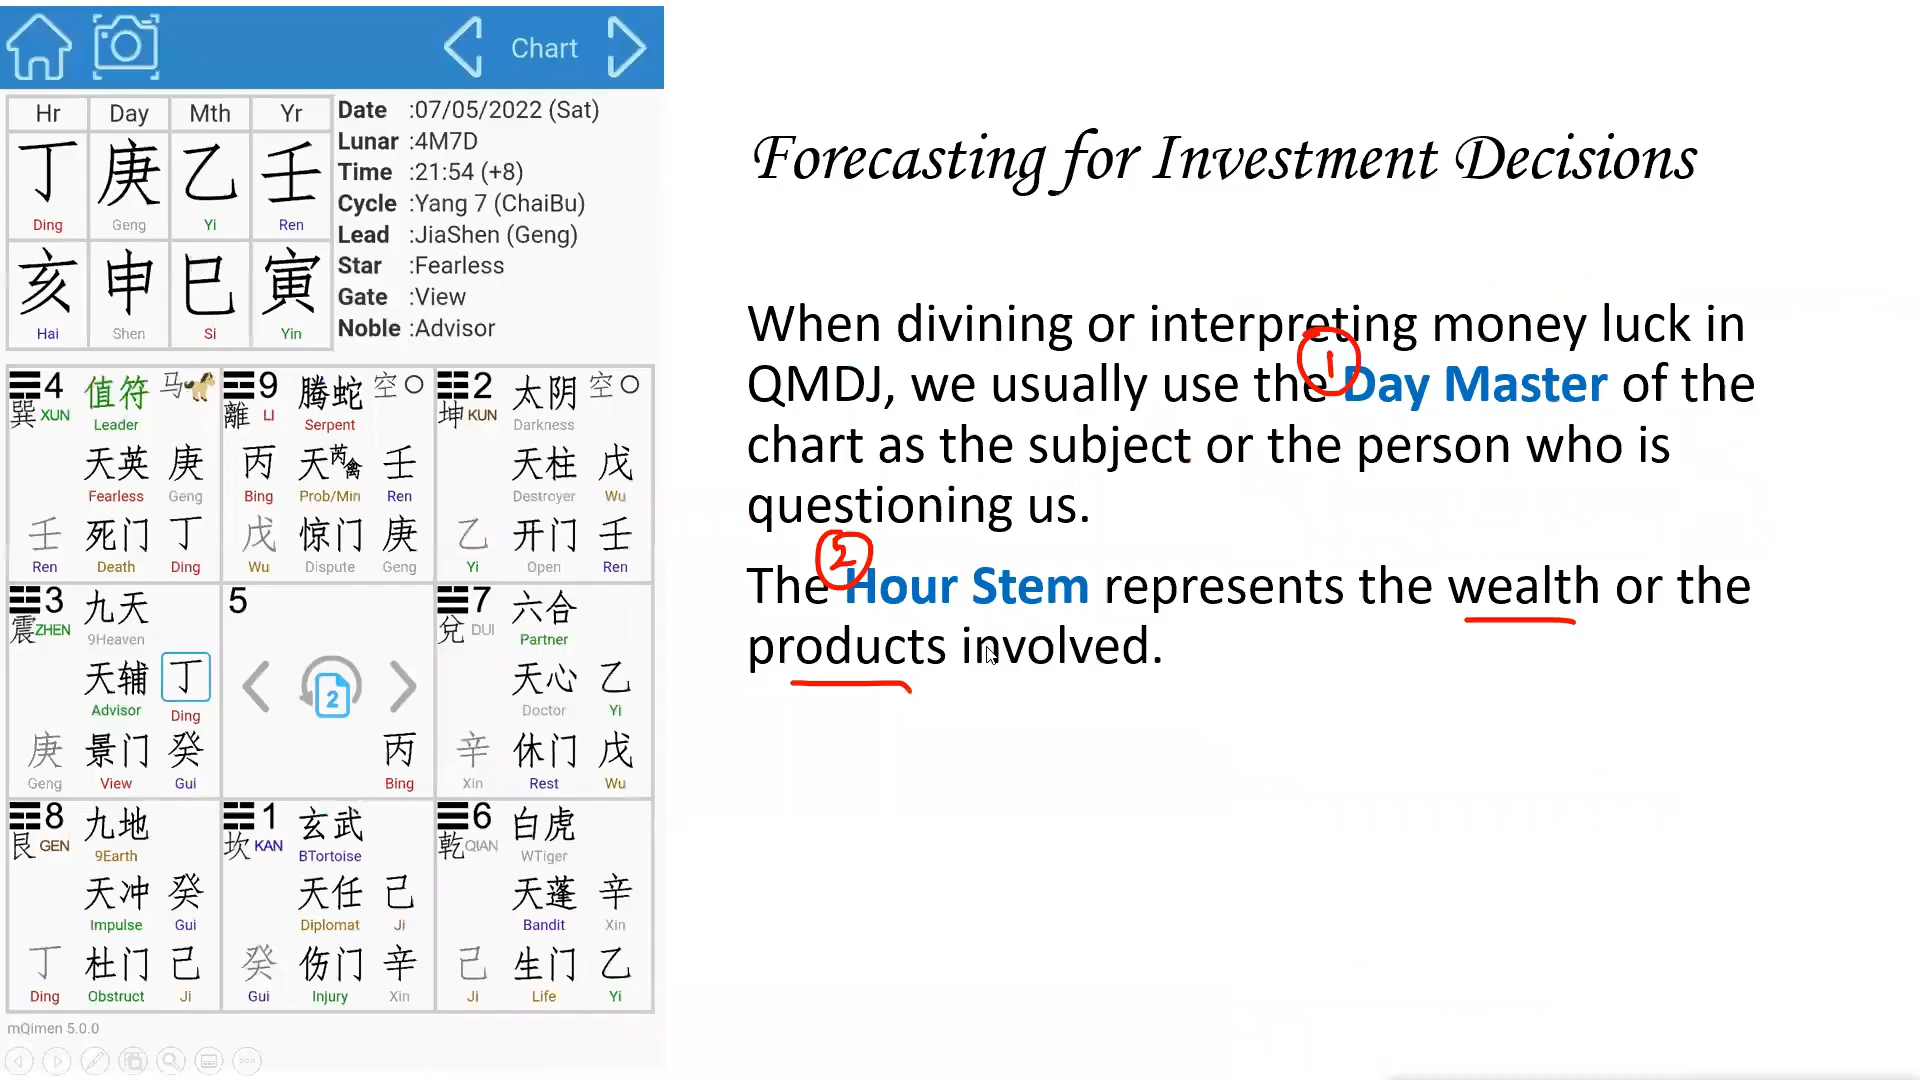 Chart
Hr Day Mth Yr
丁 庚 乙 壬
Ding Geng Yi Ren
亥 申 巳 寅
Hai Shen Si Yin
Date :07/05/2022 (Sat)
Lunar :4M7D
Time :21:54 (+8)
Cycle :Yang 7 (ChaiBu)
Lead :JiaShen (Geng)
Star :Fearless
Gate :View
Noble :Advisor
4 值符 马
巽 XUN Leader
天英 庚
Fearless Geng
壬 死门 丁
Ren Death Ding
9 腾蛇 空
離 LI Serpent
丙 天芮禽 壬
Bing Prob/Min Ren
戊 惊门 庚
Wu Dispute Geng
2 太阴 空
坤 KUN Darkness
天柱 戊
Destroyer Wu
乙 开门 壬
Yi Open Ren
3 九天
震 ZHEN 9Heaven
天辅 丁
Advisor Ding
庚 景门 癸
Geng View Gui
5
2
丙
Bing
7 六合
兌 DUI Partner
天心 乙
Doctor Yi
辛 休门 戊
Xin Rest Wu
8 九地
艮 GEN 9Earth
天冲 癸
Impulse Gui
丁 杜门 己
Ding Obstruct Ji
1 玄武
坎 KAN BTortoise
天任 己
Diplomat Ji
癸 伤门 辛
Gui Injury Xin
6 白虎
乾 QIAN WTiger
天蓬 辛
Bandit Xin
己 生门 乙
Ji Life Yi
mQimen 5.0.0
Forecasting for Investment Decisions
When divining or interpreting money luck in
1
QMDJ, we usually use the Day Master of the
chart as the subject or the person who is
questioning us.
2
The Hour Stem represents the wealth or the
products involved.